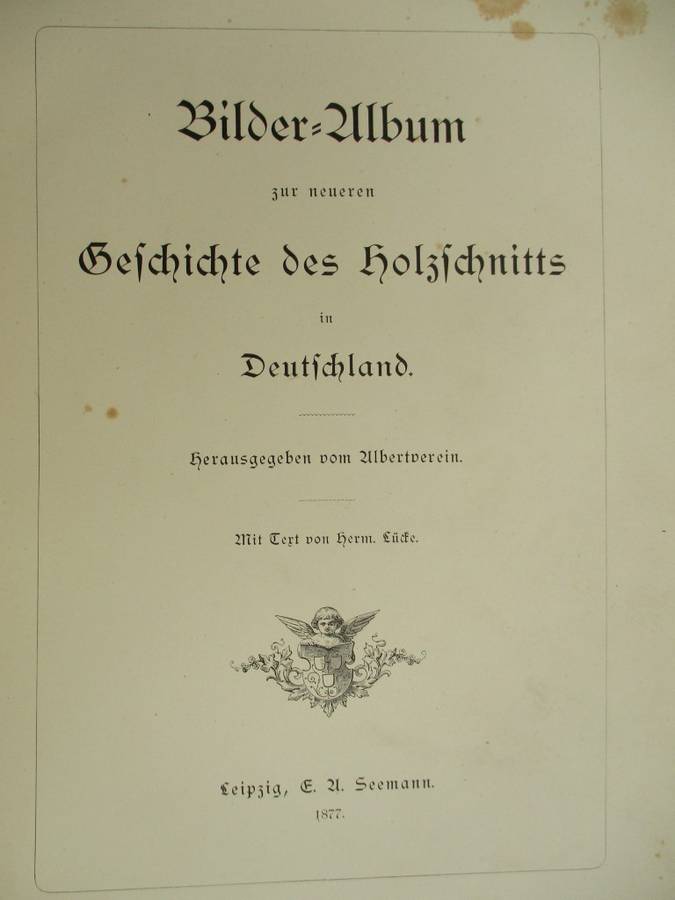 Bilder-Album
zur neueren
Geſchichte des Holzſchnitts
in
Deutſchland.
Herausgegeben vom Albertverein.
Mit Text von Herm. Lücke.
Leipzig, E. A. Seemann.
1877.